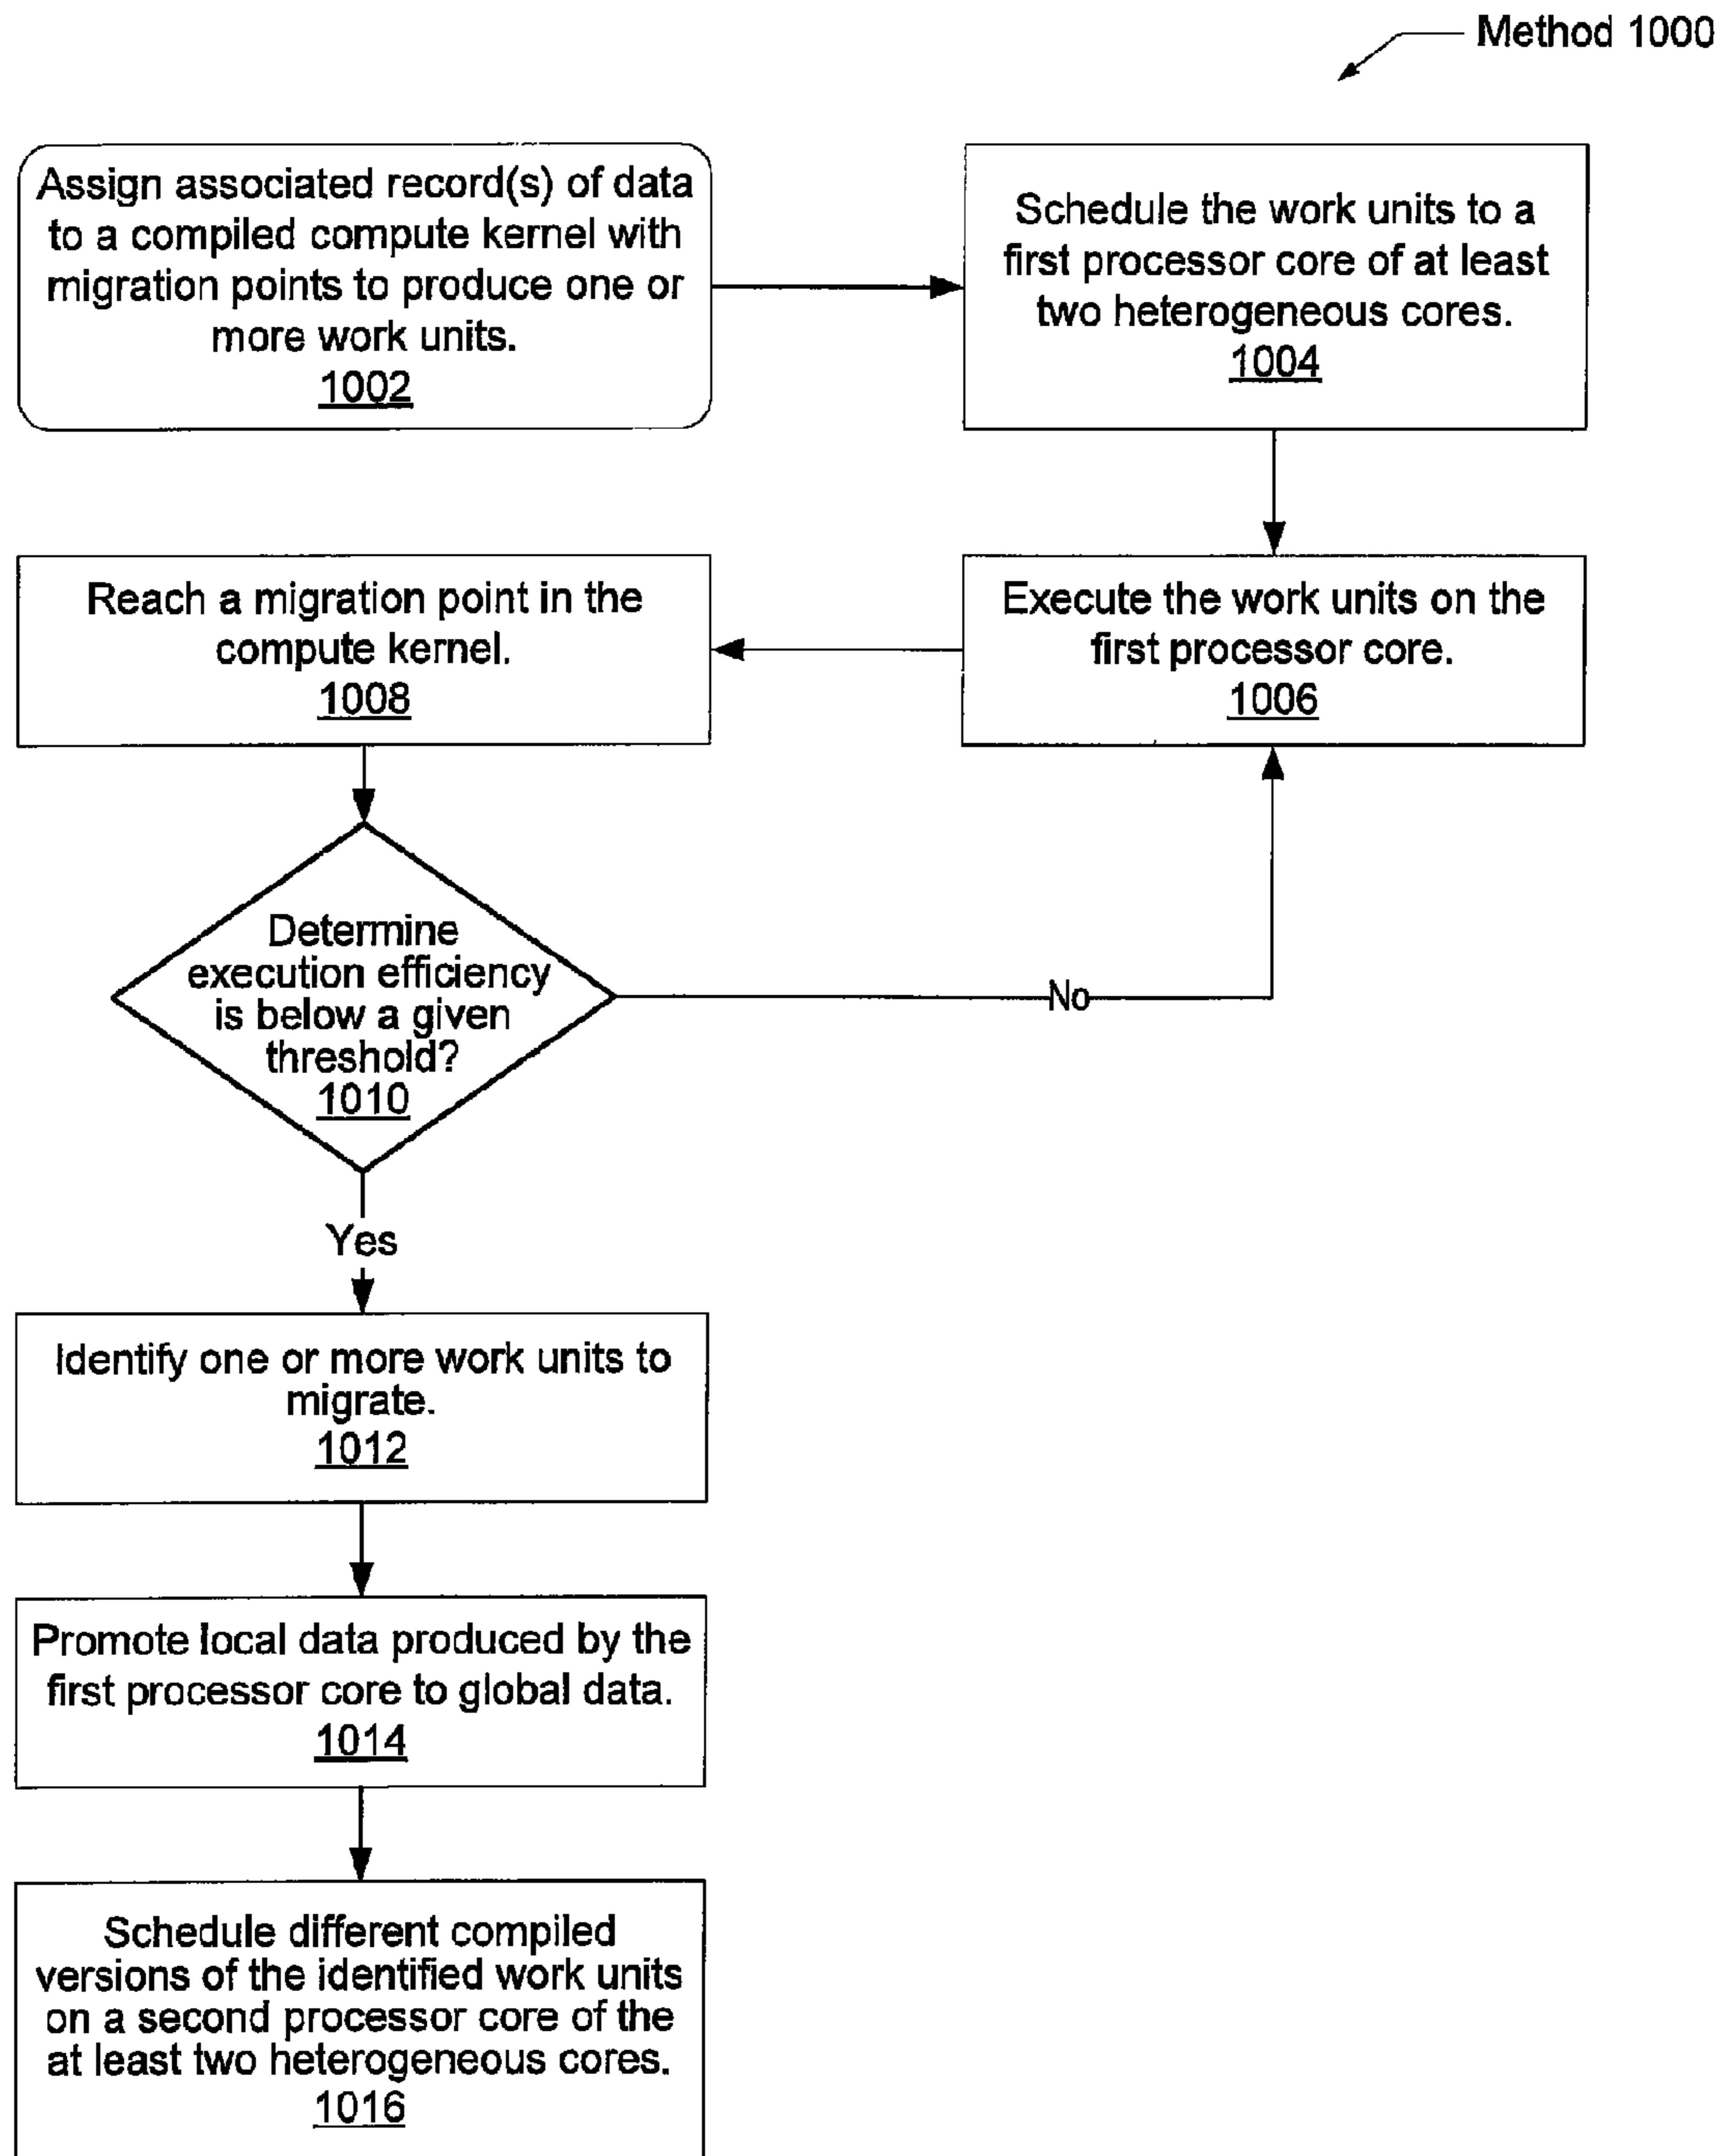 Method 1000
Assign associated record(s) of data
to a compiled compute kernel with
migration points to produce one or
more work units.
1002
Schedule the work units to a
first processor core of at least
two heterogeneous cores.
1004
Reach a migration point in the
compute kernel.
1008
Execute the work units on the
first processor core.
1006
Determine
execution efficiency
is below a given
threshold?
1010
No
Yes
Identify one or more work units to
migrate.
1012
Promote local data produced by the
first processor core to global data.
1014
Schedule different compiled
versions of the identified work units
on a second processor core of the
at least two heterogeneous cores.
1016